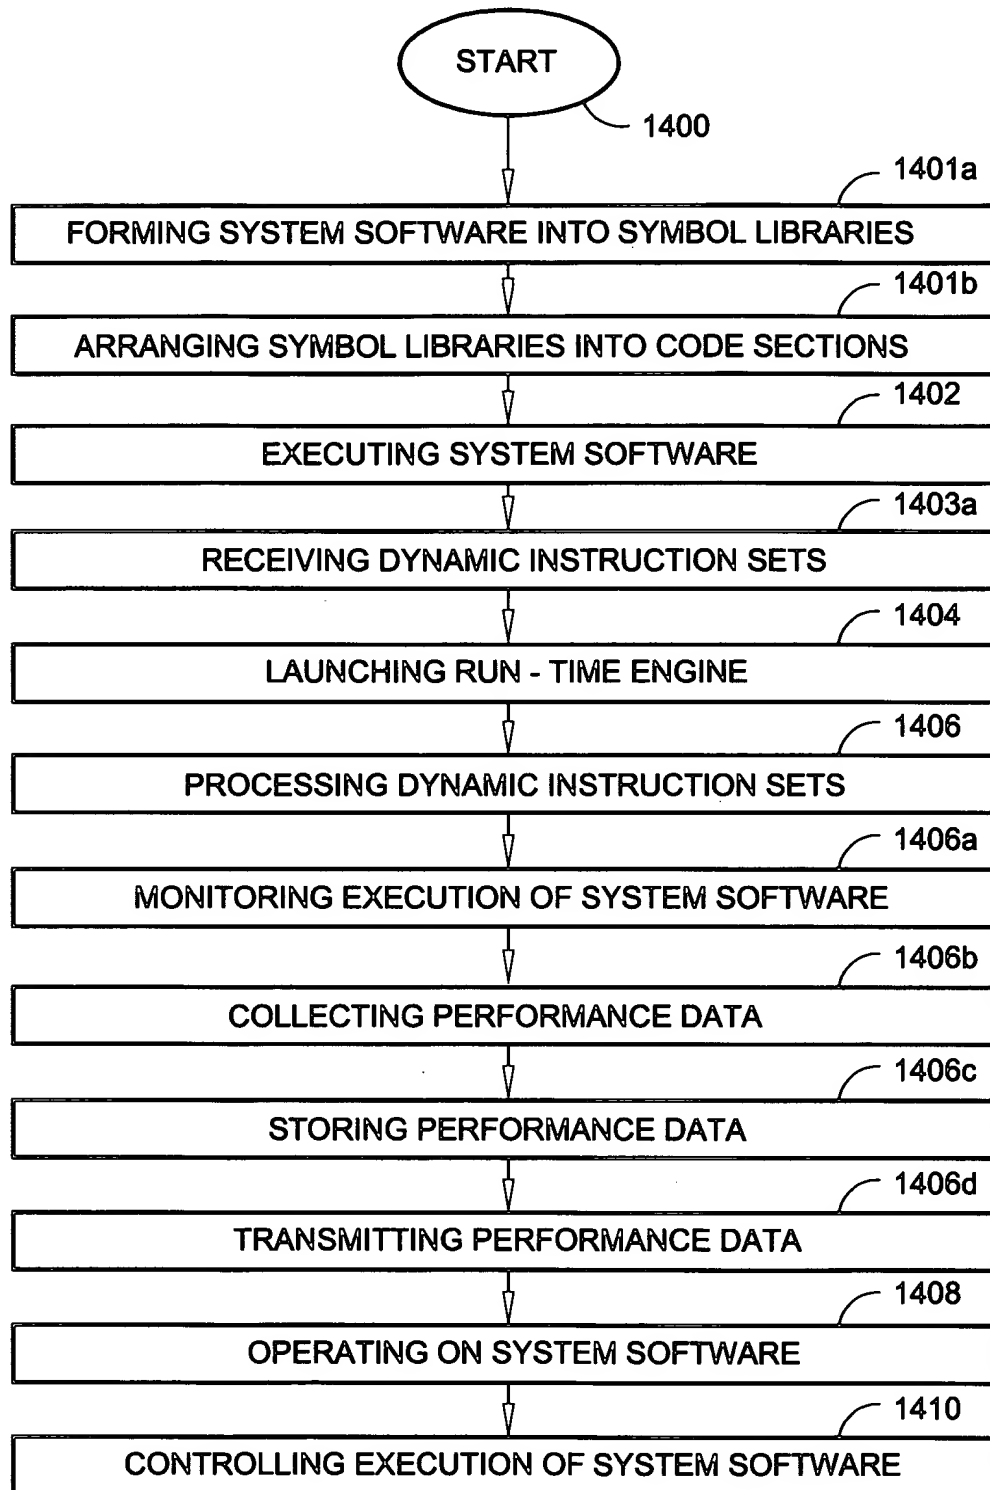 START
1400
1401a
FORMING SYSTEM SOFTWARE INTO SYMBOL LIBRARIES
1401b
ARRANGING SYMBOL LIBRARIES INTO CODE SECTIONS
1402
EXECUTING SYSTEM SOFTWARE
1403a
RECEIVING DYNAMIC INSTRUCTION SETS
1404
LAUNCHING RUN - TIME ENGINE
1406
PROCESSING DYNAMIC INSTRUCTION SETS
1406a
MONITORING EXECUTION OF SYSTEM SOFTWARE
1406b
COLLECTING PERFORMANCE DATA
1406c
STORING PERFORMANCE DATA
1406d
TRANSMITTING PERFORMANCE DATA
1408
OPERATING ON SYSTEM SOFTWARE
1410
CONTROLLING EXECUTION OF SYSTEM SOFTWARE